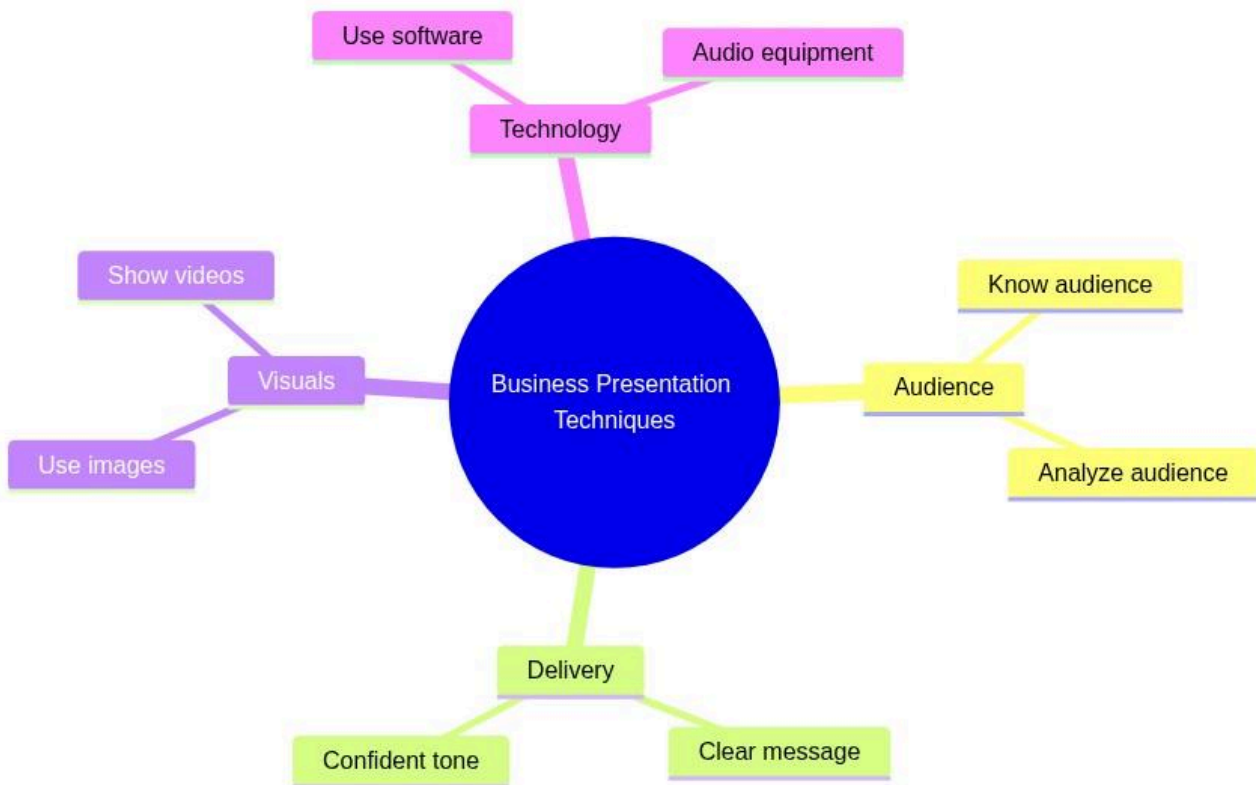 Use software
Audio equipment
Technology
Show videos
Know audience
Visuals
Business Presentation
Techniques
Audience
Use images
Analyze audience
Delivery
Confident tone
Clear message